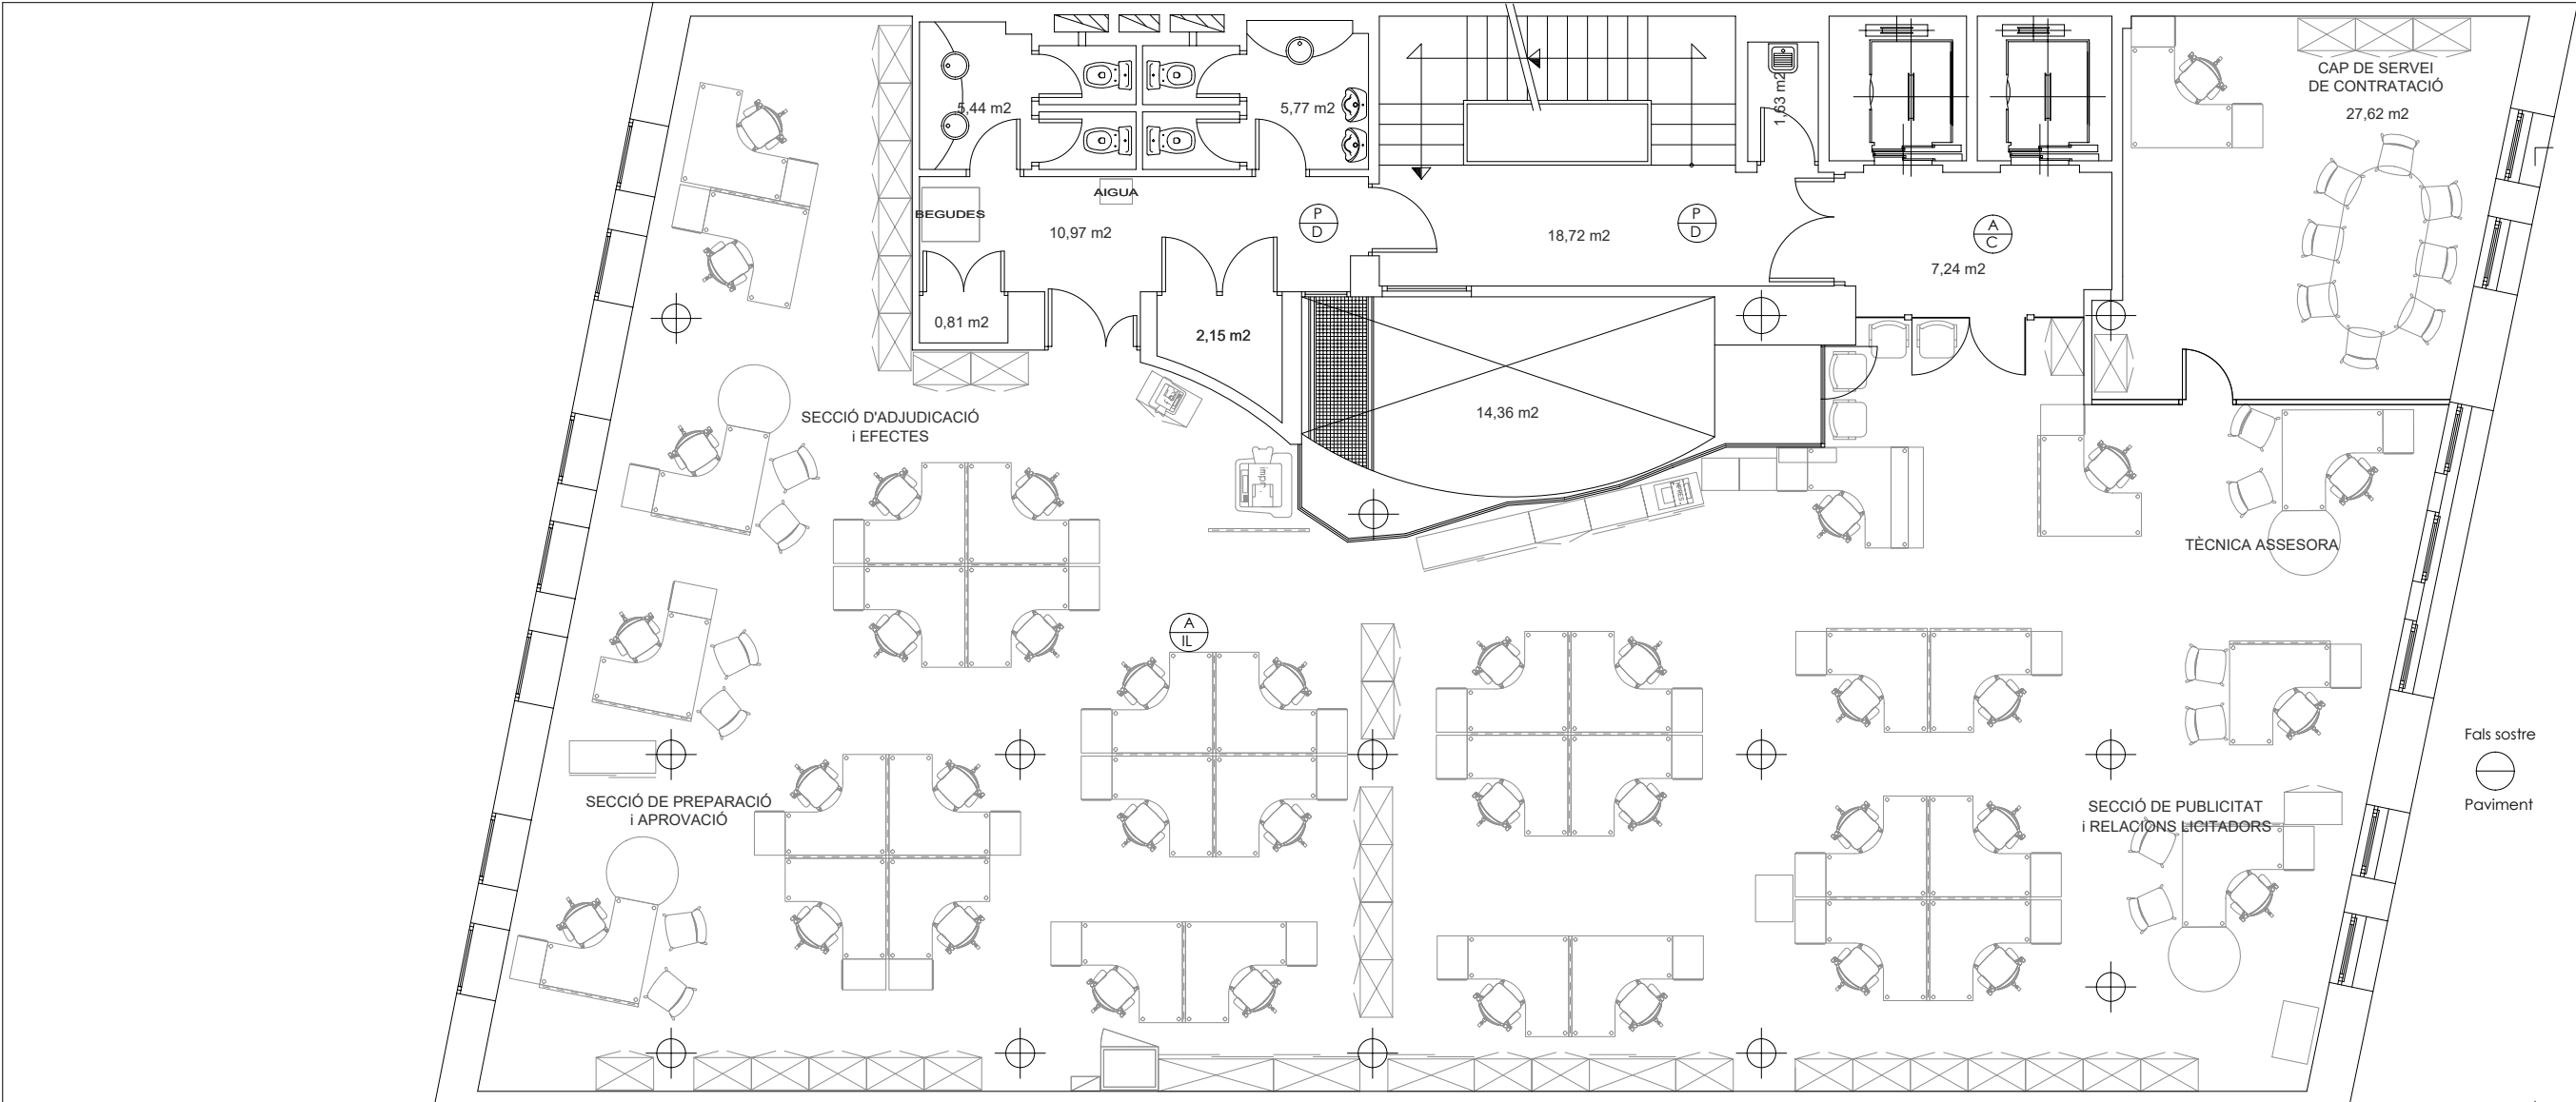 CAP DE SERVEI
DE CONTRATACIÓ
27,62 m2
5,44 m2
5,77 m2
1,63 m2
AIGUA
BEGUDES
10,97 m2
P
D
18,72 m2
P
D
A
C
7,24 m2
0,81 m2
2,15 m2
14,36 m2
SECCIÓ D'ADJUDICACIÓ
i EFECTES
TÈCNICA ASSESORA
A
IL
Fals sostre
Paviment
SECCIÓ DE PREPARACIÓ
i APROVACIÓ
SECCIÓ DE PUBLICITAT
i RELACIONS LICITADORS